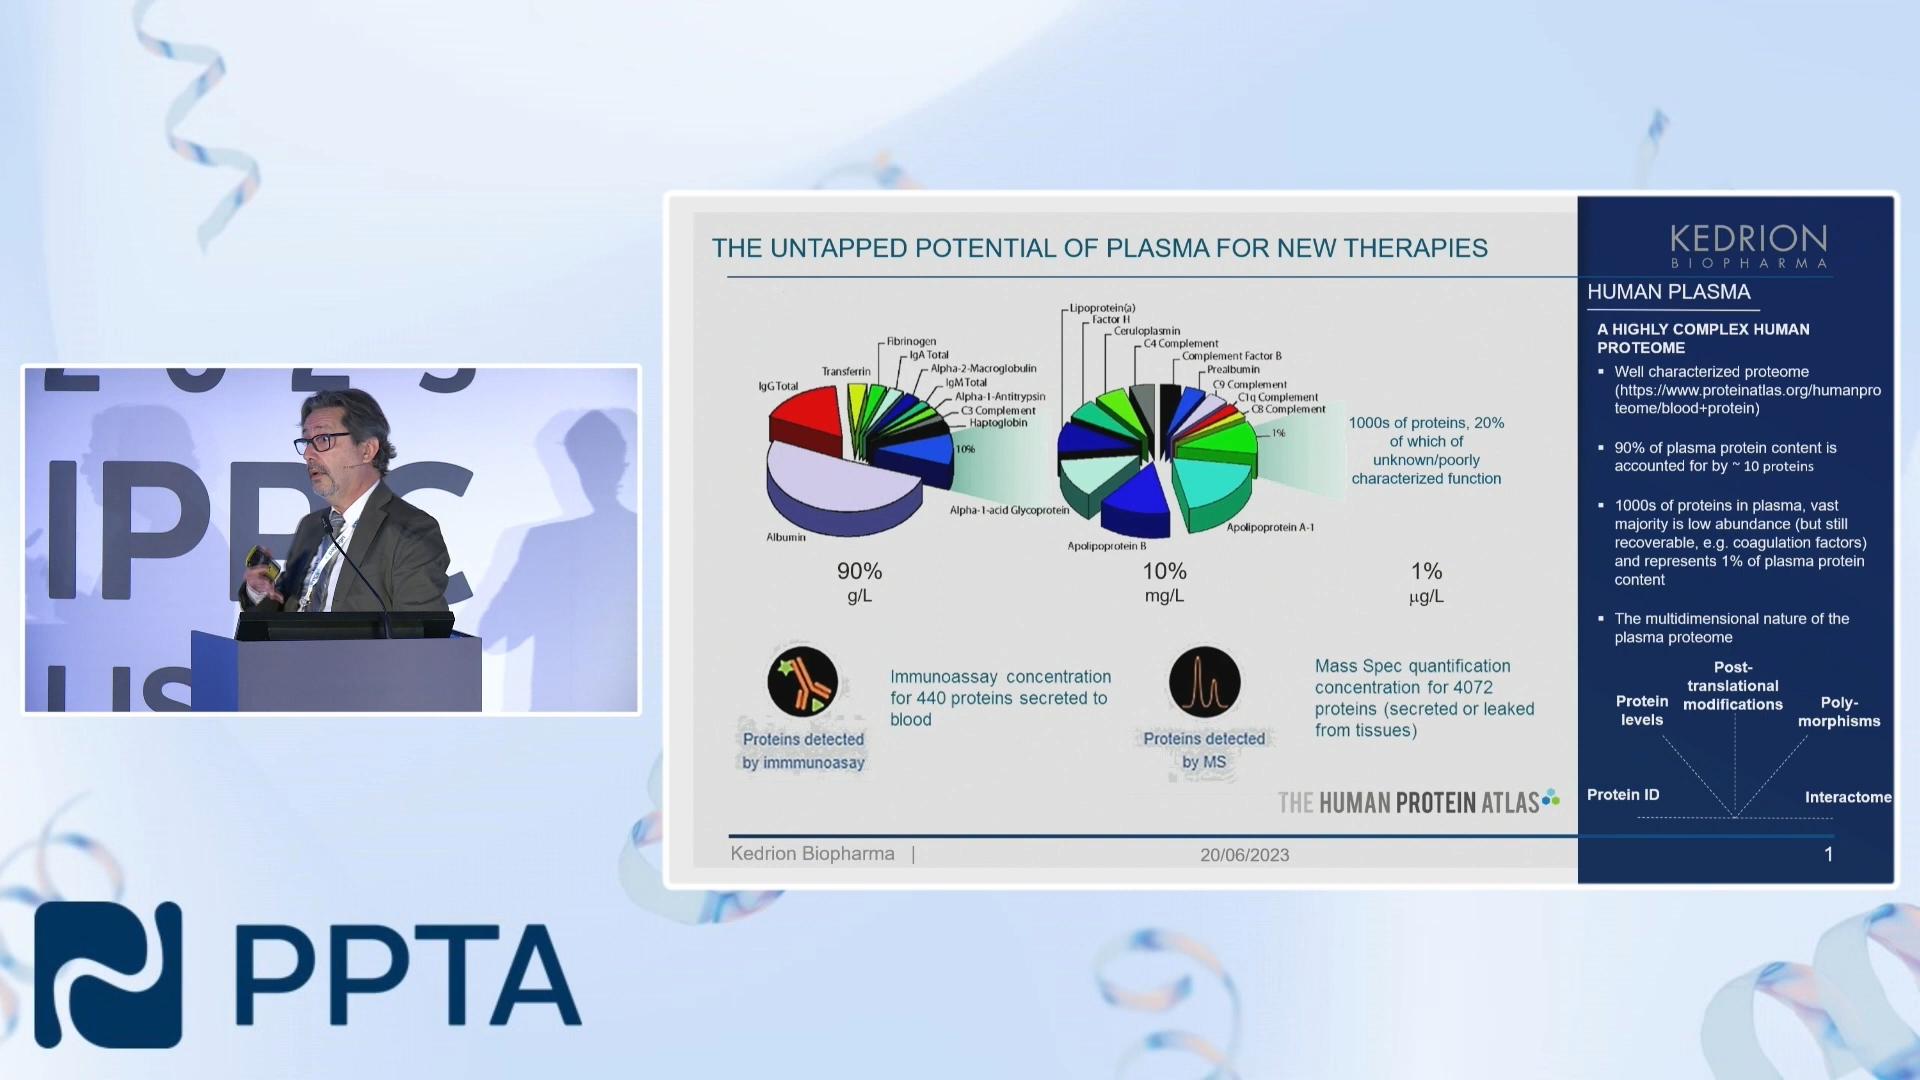 2023
IPPC
LIS
PPTA
THE UNTAPPED POTENTIAL OF PLASMA FOR NEW THERAPIES
Lipoprotein(a)
Factor H
Ceruloplasmin
C4 Complement
Complement Factor B
Prealbumin
C9 Complement
C1q Complement
C8 Complement
1%
Fibrinogen
IgA Total
Transferrin
Alpha-2-Macroglobulin
IgM Total
IgG Total
Alpha-1-Antitrypsin
C3 Complement
Haptoglobin
10%
Alpha-1-acid Glycoprotein
Albumin
Apolipoprotein A-1
Apolipoprotein B
1000s of proteins, 20%
of which of
unknown/poorly
characterized function
90%
g/L
10%
mg/L
1%
µg/L
Proteins detected
by immmunoasay
Immunoassay concentration
for 440 proteins secreted to
blood
Proteins detected
by MS
Mass Spec quantification
concentration for 4072
proteins (secreted or leaked
from tissues)
THE HUMAN PROTEIN ATLAS
Kedrion Biopharma |
20/06/2023
1
KEDRION
BIOPHARMA
HUMAN PLASMA
A HIGHLY COMPLEX HUMAN
PROTEOME
▪ Well characterized proteome
(https://www.proteinatlas.org/humanpro
teome/blood+protein)
▪ 90% of plasma protein content is
accounted for by ~ 10 proteins
▪ 1000s of proteins in plasma, vast
majority is low abundance (but still
recoverable, e.g. coagulation factors)
and represents 1% of plasma protein
content
▪ The multidimensional nature of the
plasma proteome
Post-
translational
modifications
Protein
levels
Poly-
morphisms
Protein ID
Interactome